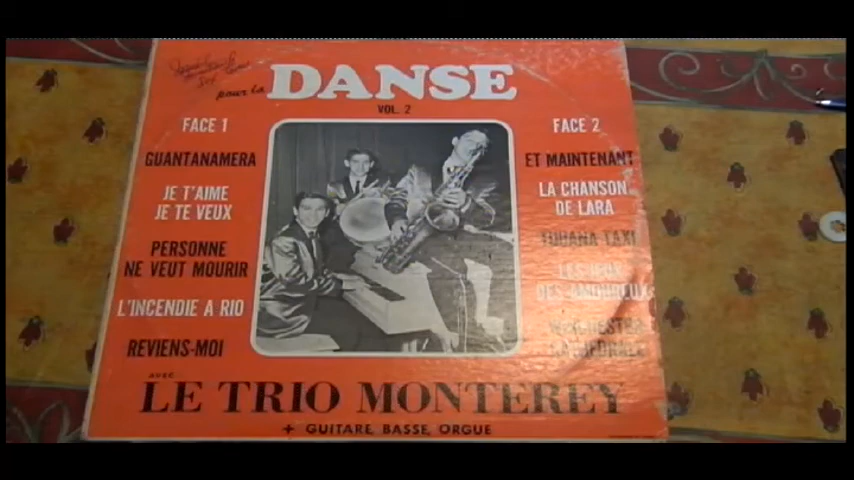 pour la
DANSE
VOL. 2
FACE 1
GUANTANAMERA
JE T'AIME
JE TE VEUX
PERSONNE
NE VEUT MOURIR
L'INCENDIE A RIO
REVIENS-MOI
FACE 2
ET MAINTENANT
LA CHANSON
DE LARA
TIJUANA TAXI
LES JEUX
DES AMOUREUX
WINCHESTER
CATHEDRALE
AVEC
LE TRIO MONTEREY
+ GUITARE, BASSE, ORGUE